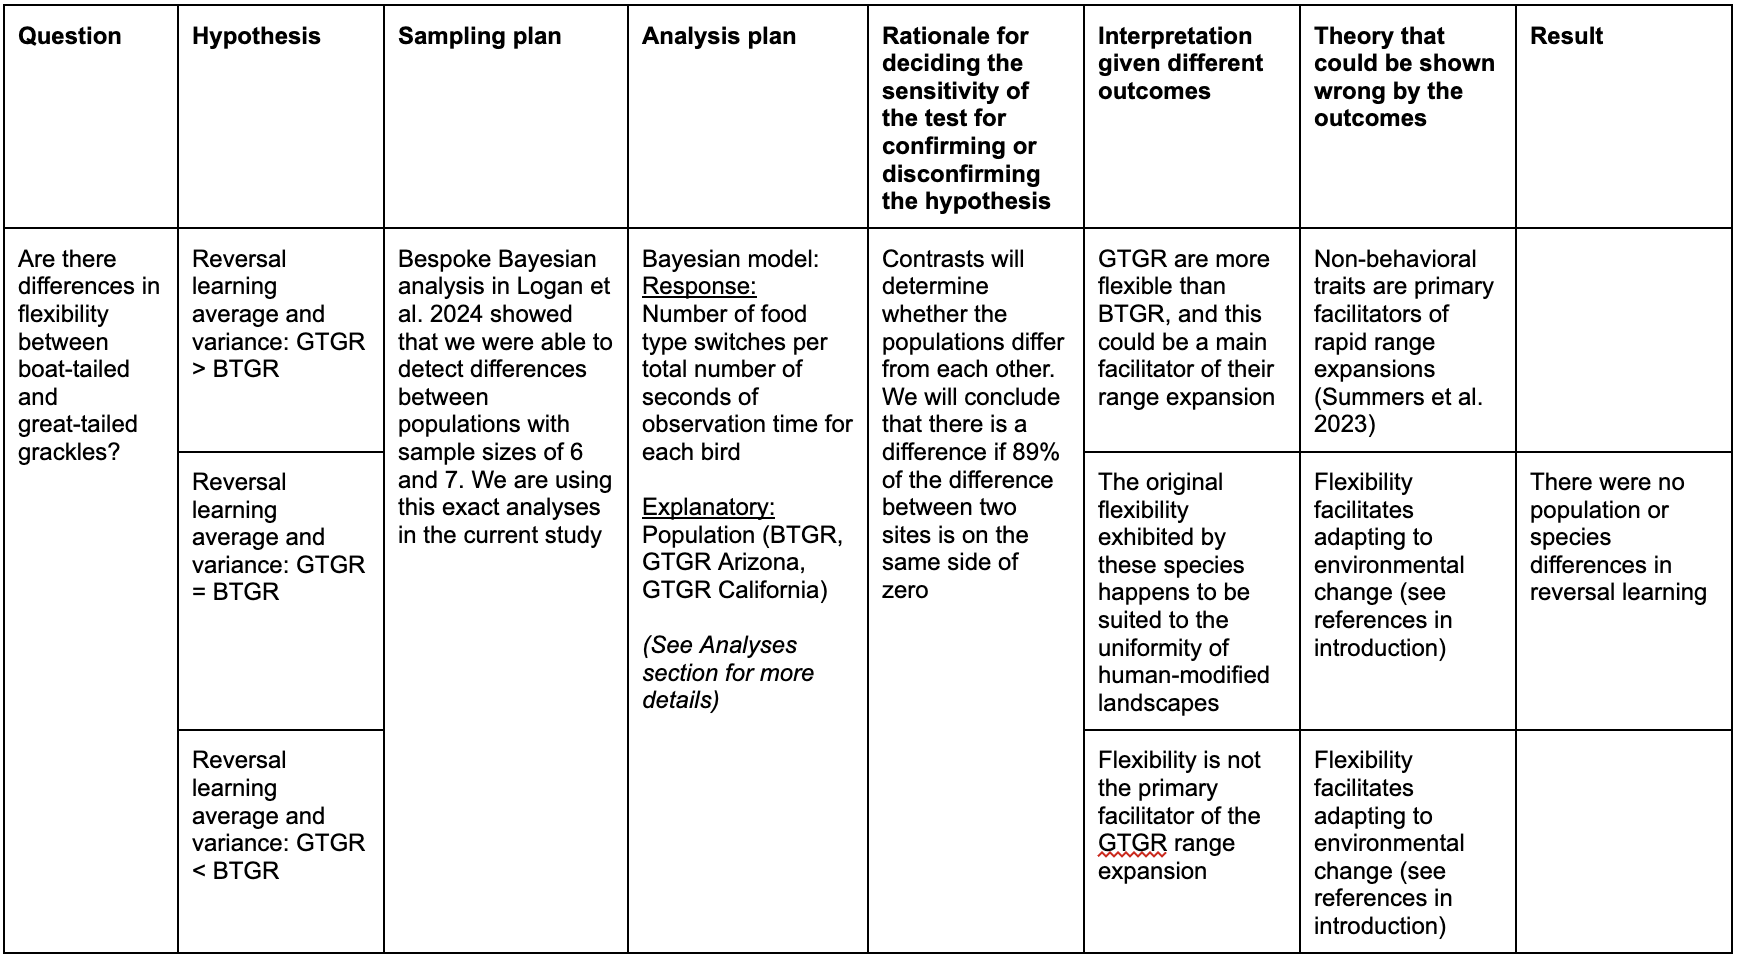 Question
Hypothesis
Sampling plan
Analysis plan
Rationale for
deciding the
sensitivity of
the test for
confirming or
disconfirming
the hypothesis
Interpretation
given different
outcomes
Theory that
could be shown
wrong by the
outcomes
Result
Are there
differences in
flexibility
between
boat-tailed
and
great-tailed
grackles?
Reversal
learning
average and
variance: GTGR
> BTGR
Bespoke Bayesian
analysis in Logan et
al. 2024 showed
that we were able to
detect differences
between
populations with
sample sizes of 6
and 7. We are using
this exact analyses
in the current study
Bayesian model:
Response:
Number of food
type switches per
total number of
seconds of
observation time for
each bird
Explanatory:
Population (BTGR,
GTGR Arizona,
GTGR California)
(See Analyses
section for more
details)
Contrasts will
determine
whether the
populations differ
from each other.
We will conclude
that there is a
difference if 89%
of the difference
between two
sites is on the
same side of
zero
GTGR are more
flexible than
BTGR, and this
could be a main
facilitator of their
range expansion
Non-behavioral
traits are primary
facilitators of
rapid range
expansions
(Summers et al.
2023)
Reversal
learning
average and
variance: GTGR
= BTGR
The original
flexibility
exhibited by
these species
happens to be
suited to the
uniformity of
human-modified
landscapes
Flexibility
facilitates
adapting to
environmental
change (see
references in
introduction)
There were no
population or
species
differences in
reversal learning
Reversal
learning
average and
variance: GTGR
< BTGR
Flexibility is not
the primary
facilitator of the
GTGR range
expansion
Flexibility
facilitates
adapting to
environmental
change (see
references in
introduction)